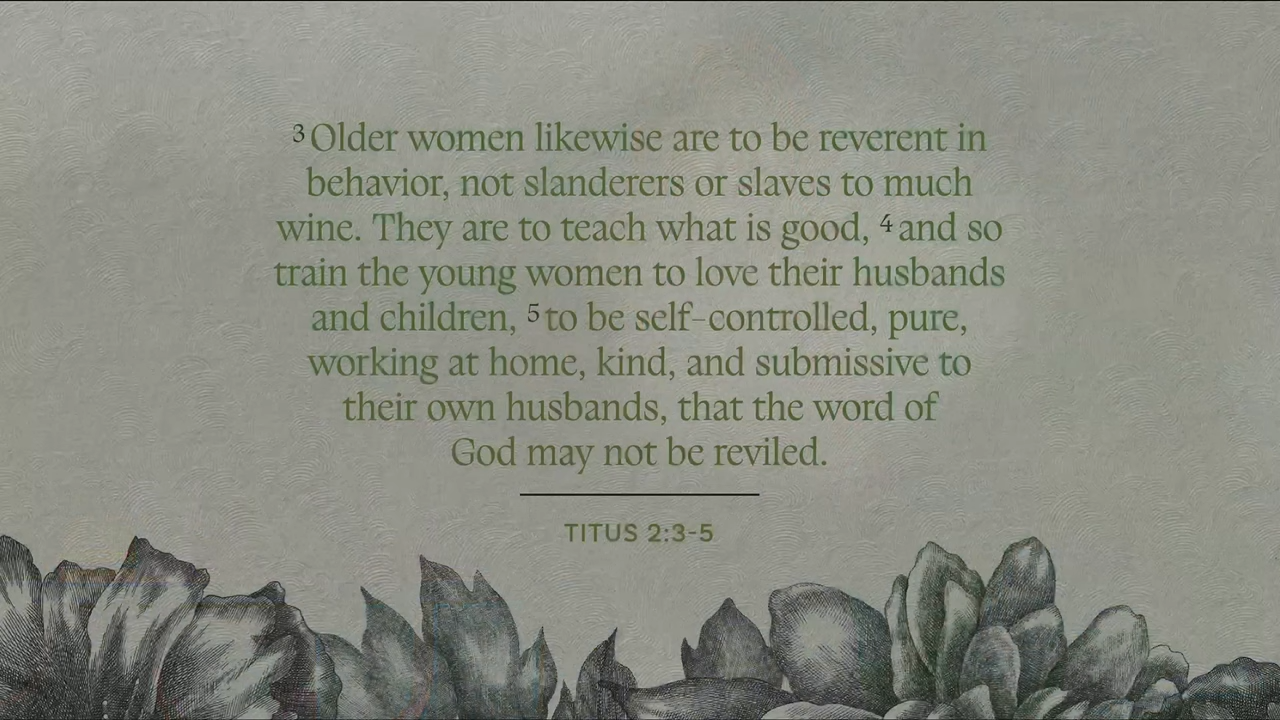 3 Older women likewise are to be reverent in
behavior, not slanderers or slaves to much
wine. They are to teach what is good, 4 and so
train the young women to love their husbands
and children, 5 to be self-controlled, pure,
working at home, kind, and submissive to
their own husbands, that the word of
God may not be reviled.
TITUS 2:3-5